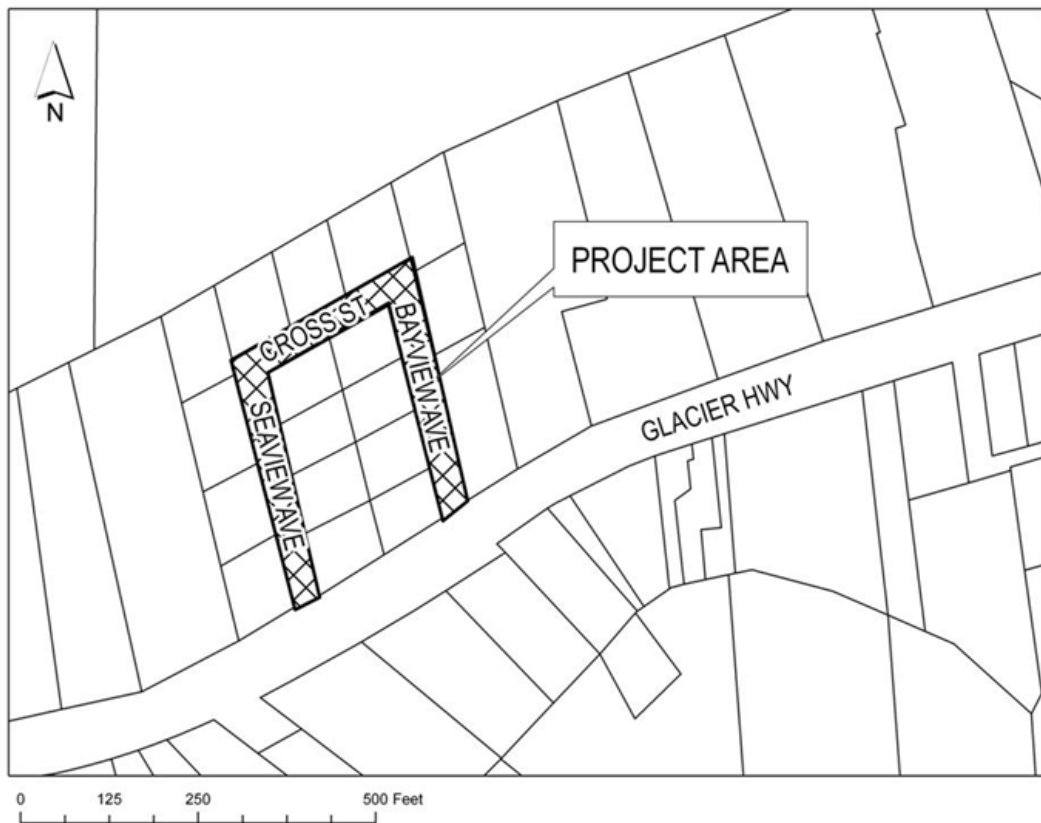 N
PROJECT AREA
CROSS ST
BAYVIEW AVE
SEAVIEW AVE
GLACIER HWY
0 125 250 500 Feet